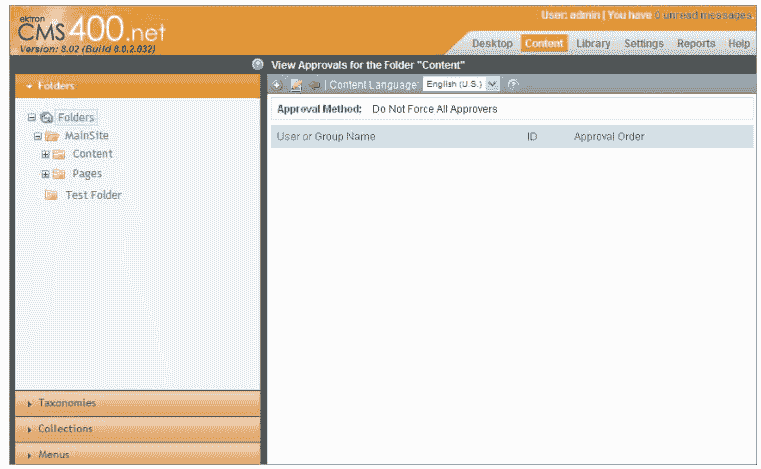 ektron
CMS400.net
User: admin | You have 0 unread messages
Version: 8.02 (Build 8.0.2.032)
Desktop Content Library Settings Reports Help
View Approvals for the Folder "Content"
Folders
Content Language: English (U.S.)
Approval Method: Do Not Force All Approvers
Folders
User or Group Name ID Approval Order
MainSite
Content
Pages
Test Folder
Taxonomies
Collections
Menus